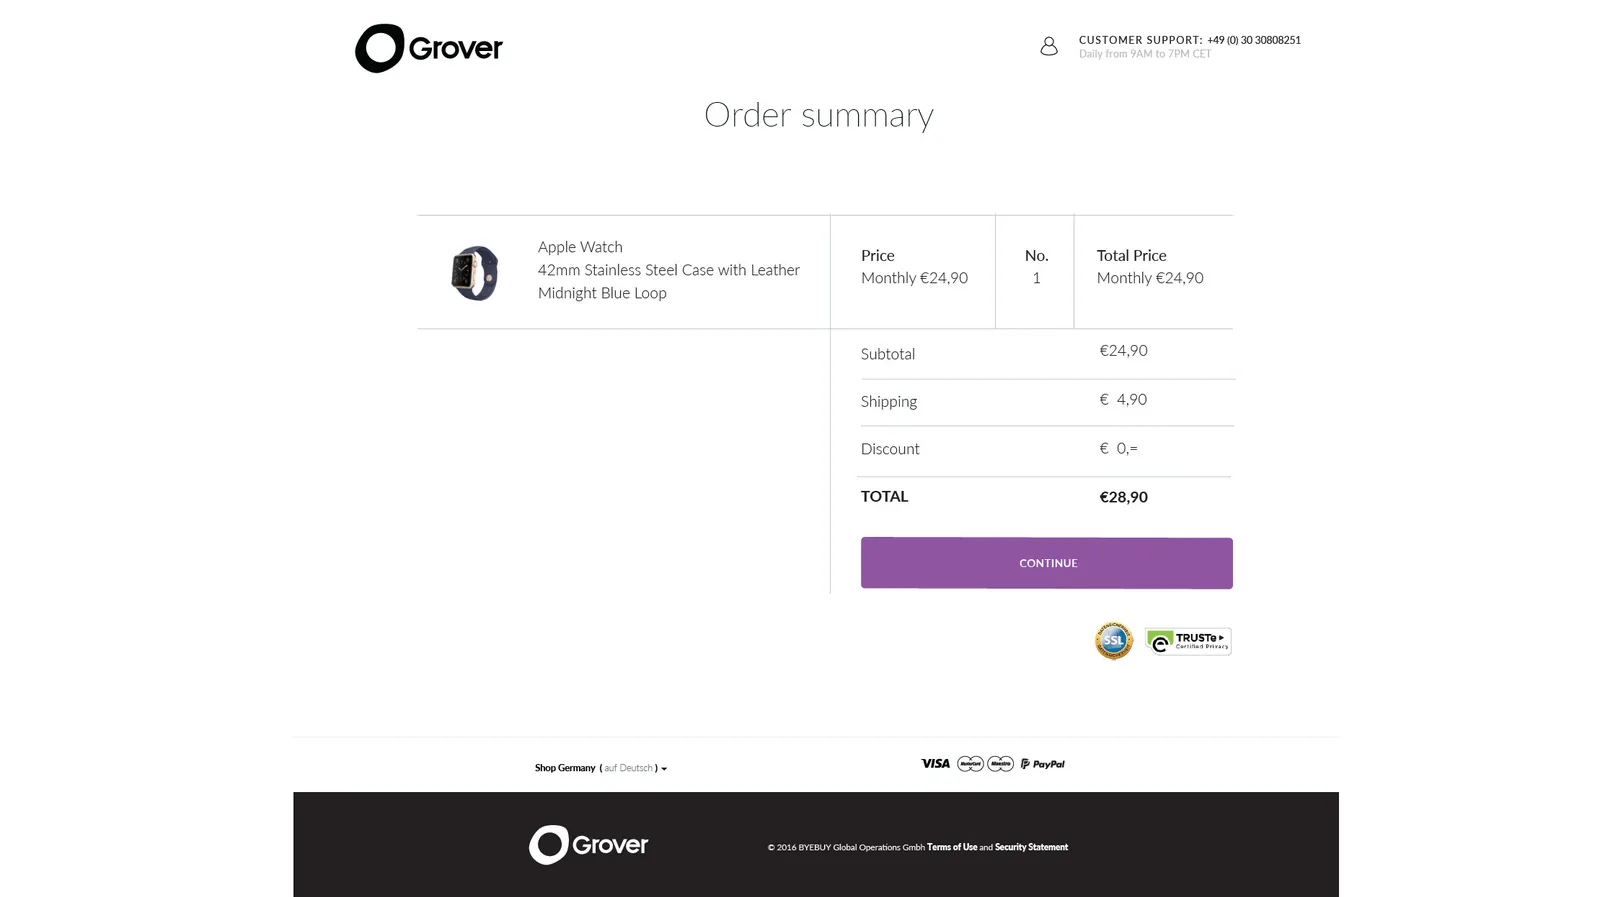 Grover
CUSTOMER SUPPORT: +49 (0) 30 30808251
Daily from 9AM to 7PM CET
Order summary
Apple Watch
42mm Stainless Steel Case with Leather
Midnight Blue Loop
Price
Monthly €24,90
No.
1
Total Price
Monthly €24,90
Subtotal €24,90
Shipping € 4,90
Discount € 0,=
TOTAL €28,90
CONTINUE
SSL
TRUSTe
Certified Privacy
Shop Germany ( auf Deutsch )
VISA MasterCard Maestro PayPal
Grover
© 2016 BYEBUY Global Operations Gmbh Terms of Use and Security Statement